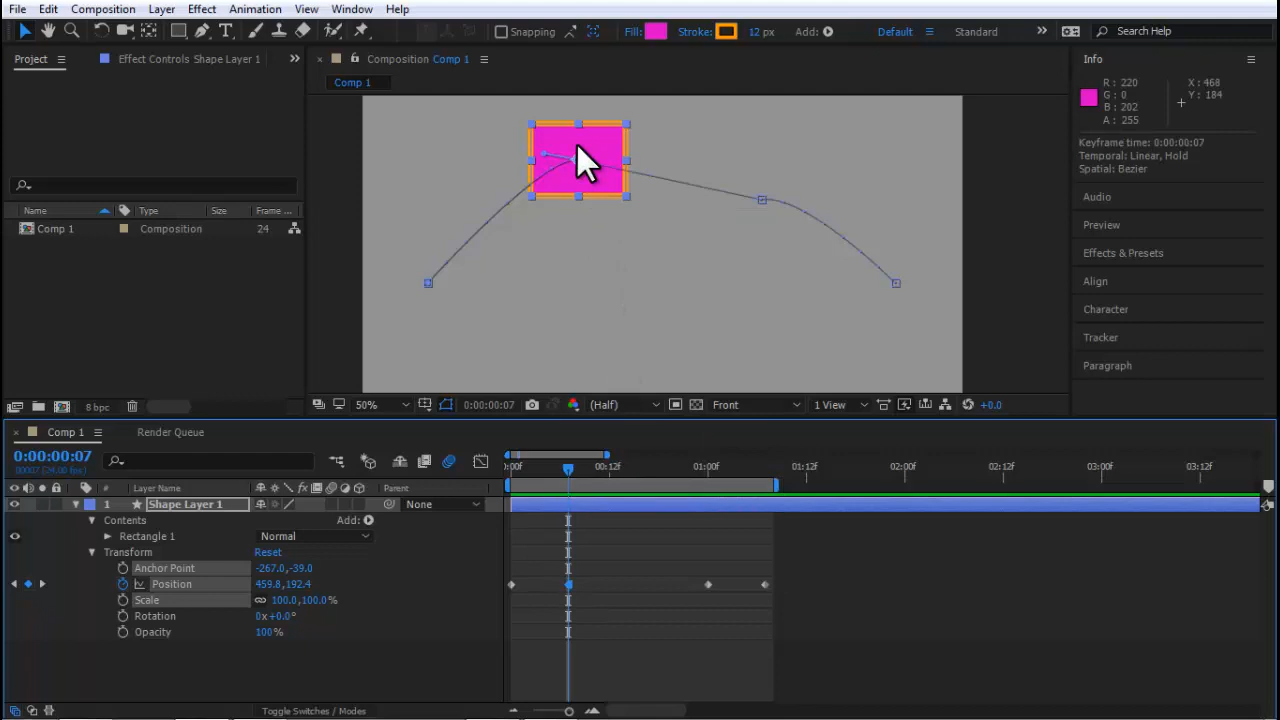 File Edit Composition Layer Effect Animation View Window Help
Snapping Fill: Stroke: 12 px Add: Default Standard Search Help
Project Effect Controls Shape Layer 1
Composition Comp 1
Comp 1
Info
R: 220
G: 0
B: 202
A: 255
X: 468
Y: 184
Keyframe time: 0:00:00:07
Temporal: Linear, Hold
Spatial: Bezier
Audio
Preview
Effects & Presets
Align
Character
Tracker
Paragraph
Name Type Size Frame ...
Comp 1 Composition 24
8 bpc
50% 0:00:00:07 (Half) Front 1 View +0.0
Comp 1 Render Queue
0:00:00:07
00007 (24.00 fps)
:00f 00:12f 01:00f 01:12f 02:00f 02:12f 03:00f 03:12f
# Layer Name Parent
1 Shape Layer 1 None
Contents Add:
Rectangle 1 Normal
Transform Reset
Anchor Point -267.0,-39.0
Position 459.8,192.4
Scale 100.0,100.0%
Rotation 0x+0.0°
Opacity 100%
Toggle Switches / Modes